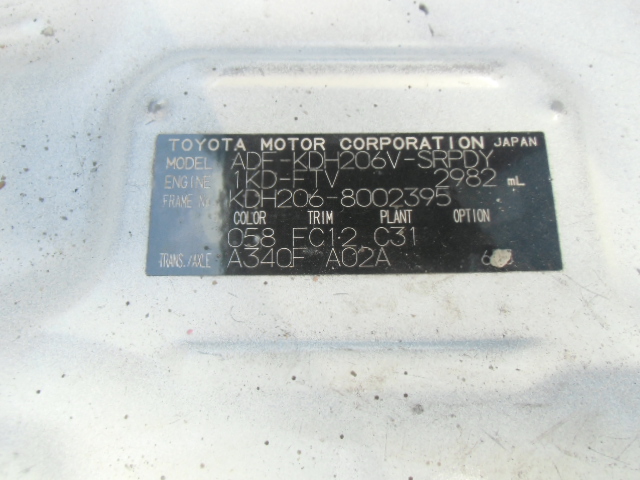 TOYOTA MOTOR CORPORATION JAPAN
MODEL ADF-KDH206V-SRPDY
ENGINE 1KD-FTV 2982 mL
FRAME No. KDH206-8002395
COLOR TRIM PLANT OPTION
058 FC12 C31
TRANS./AXLE A340F A02A